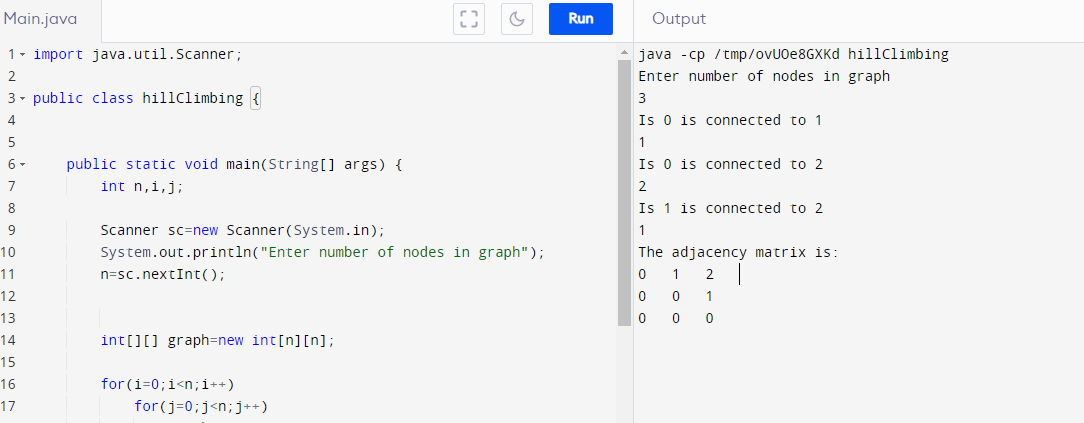 Main.java
Run
Output
1 import java.util.Scanner;
2
3 public class hillClimbing {
4
5
6 public static void main(String[] args) {
7 int n,i,j;
8
9 Scanner sc=new Scanner(System.in);
10 System.out.println("Enter number of nodes in graph");
11 n=sc.nextInt();
12
13
14 int[][] graph=new int[n][n];
15
16 for(i=0;i<n;i++)
17 for(j=0;j<n;j++)
java -cp /tmp/ovUOe8GXKd hillClimbing
Enter number of nodes in graph
3
Is 0 is connected to 1
1
Is 0 is connected to 2
2
Is 1 is connected to 2
1
The adjacency matrix is:
0 1 2
0 0 1
0 0 0